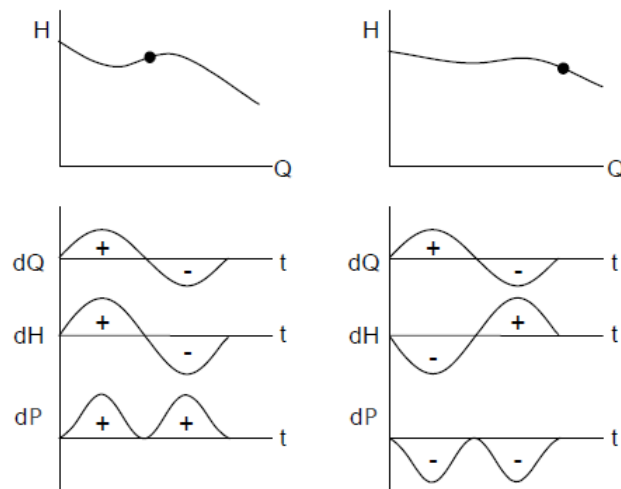 H H
Q Q
dQ + - t dQ + - t
dH + - t dH - + t
dP + + t dP - - t